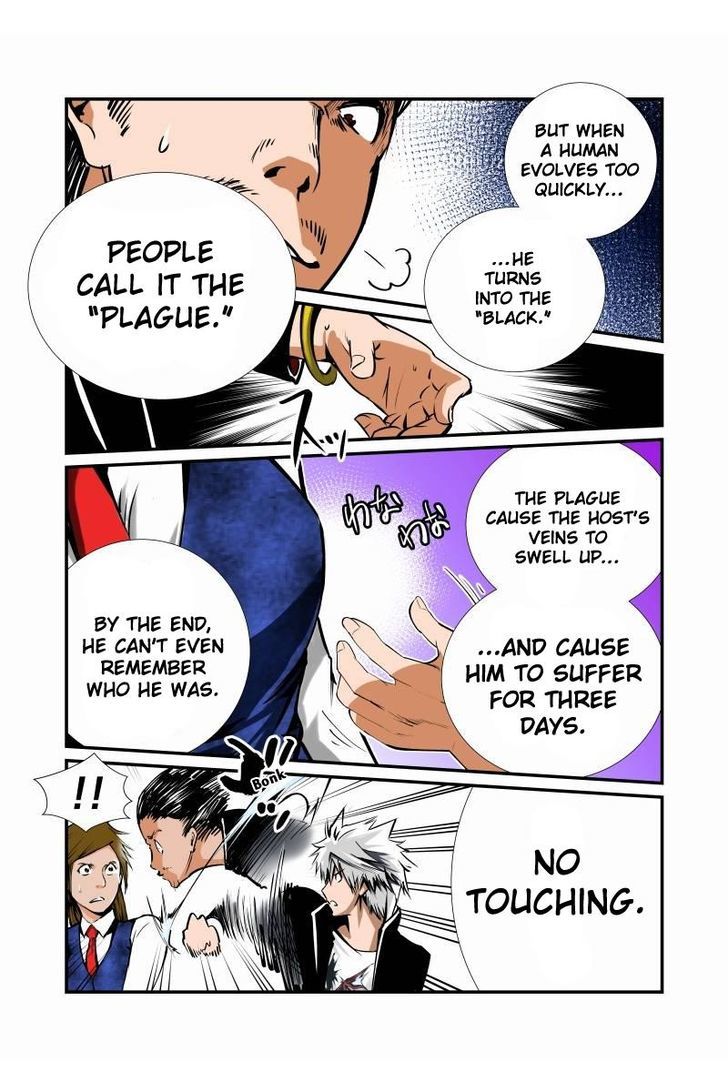 BUT WHEN
A HUMAN
EVOLVES TOO
QUICKLY...
...HE
TURNS
INTO THE
"BLACK."
PEOPLE
CALL IT THE
"PLAGUE."
ズッ
THE PLAGUE
CAUSE THE HOST'S
VEINS TO
SWELL UP...
...AND CAUSE
HIM TO SUFFER
FOR THREE
DAYS.
わな
わな
BY THE END,
HE CAN'T EVEN
REMEMBER
WHO HE WAS.
NO
TOUCHING.
Bonk
!!